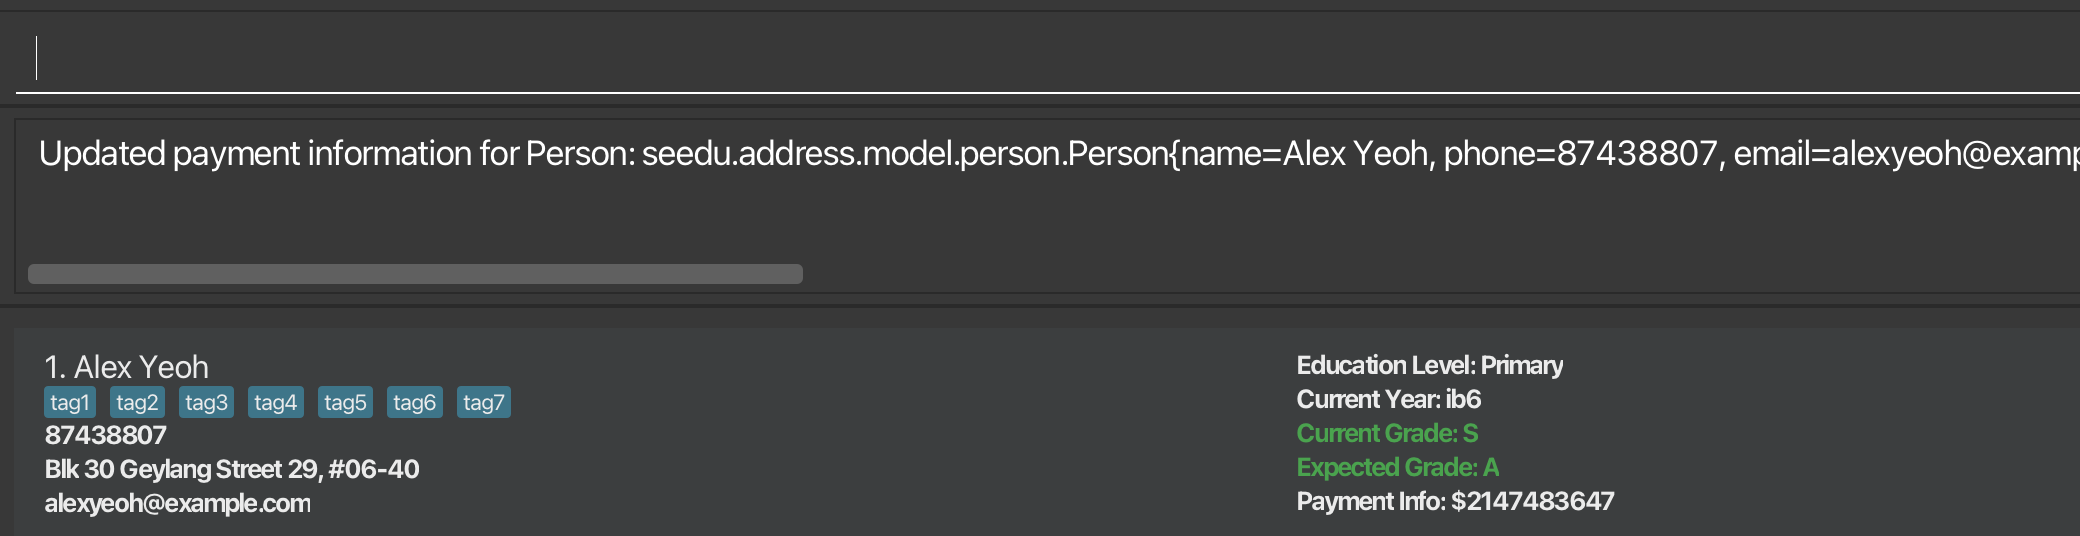 Updated payment information for Person: seedu.address.model.person.Person{name=Alex Yeoh, phone=87438807, email=alexyeoh@examp
1. Alex Yeoh
tag1 tag2 tag3 tag4 tag5 tag6 tag7
87438807
Blk 30 Geylang Street 29, #06-40
alexyeoh@example.com
Education Level: Primary
Current Year: ib6
Current Grade: S
Expected Grade: A
Payment Info: $2147483647